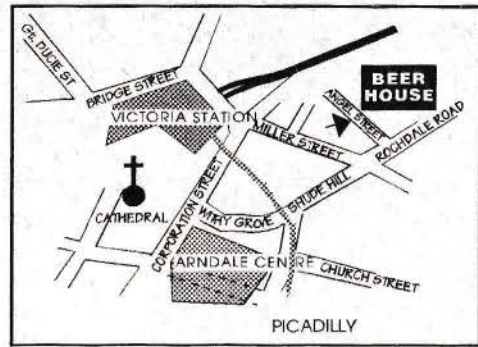 Gt. DUCIE ST
BRIDGE STREET
VICTORIA STATION
BEER
HOUSE
ANGEL STREET
MILLER STREET
ROCHDALE ROAD
CATHEDRAL
CORPORATION STREET
WITHY GROVE
SHUDE HILL
ARNDALE CENTRE
CHURCH STREET
PICADILLY